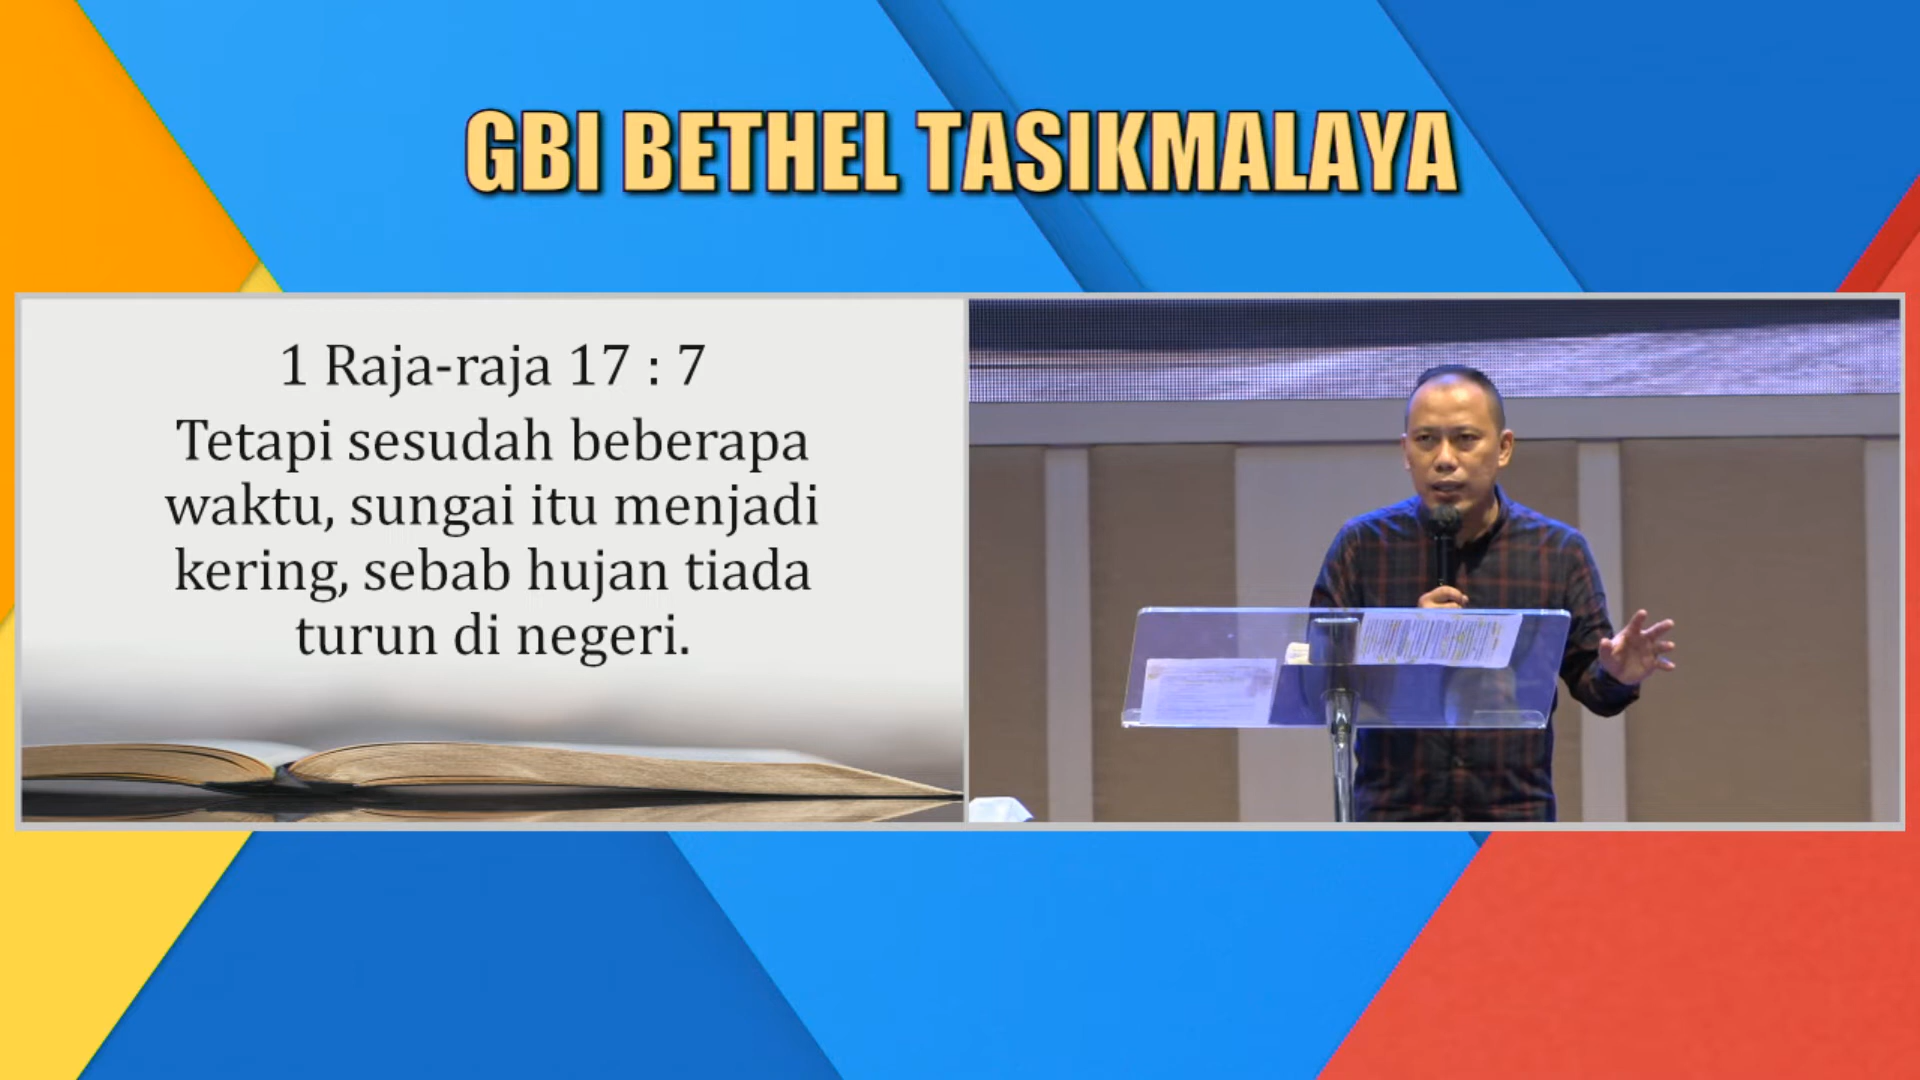 GBI BETHEL TASIKMALAYA
1 Raja-raja 17 : 7
Tetapi sesudah beberapa
waktu, sungai itu menjadi
kering, sebab hujan tiada
turun di negeri.